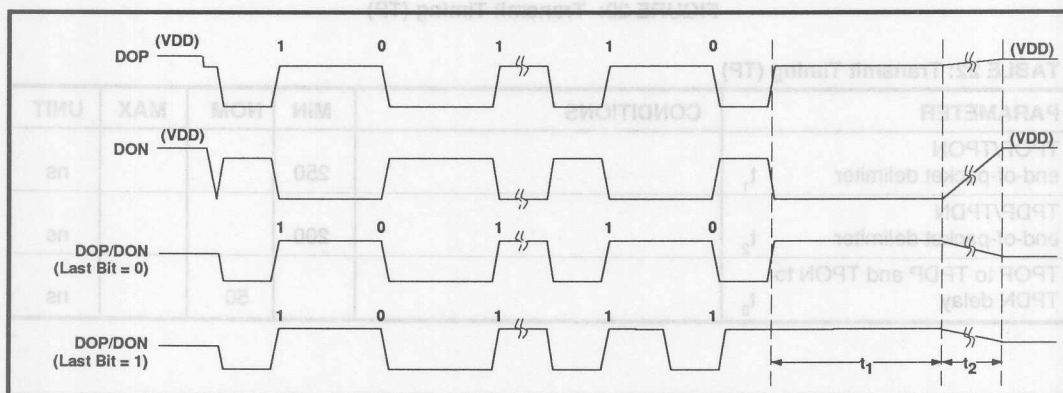 (VDD) 1 0 1 1 0 (VDD)
DOP
(VDD) (VDD)
DON
1 0 1 1 0
DOP/DON
(Last Bit = 0)
1 0 1 1 1
DOP/DON
(Last Bit = 1)
t1 t2